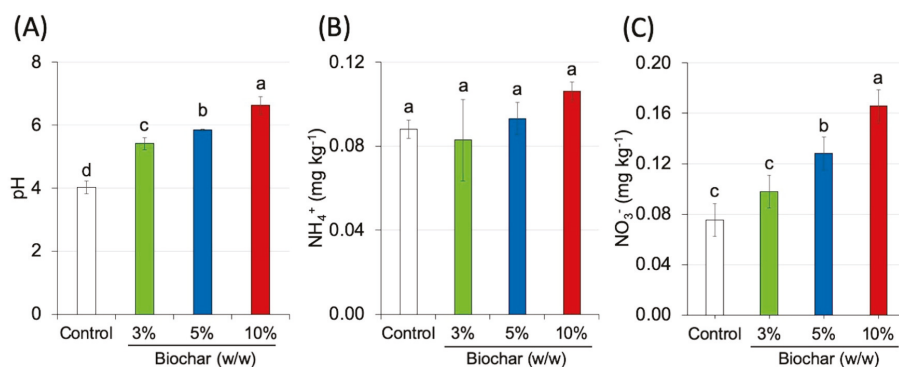 (A)
pH
8
6
4
2
0
d
c
b
a
Control 3% 5% 10%
Biochar (w/w)
(B)
NH₄⁺ (mg kg⁻¹)
0.12
0.08
0.04
0.00
a
a
a
a
Control 3% 5% 10%
Biochar (w/w)
(C)
NO₃⁻ (mg kg⁻¹)
0.20
0.16
0.12
0.08
0.04
0.00
c
c
b
a
Control 3% 5% 10%
Biochar (w/w)